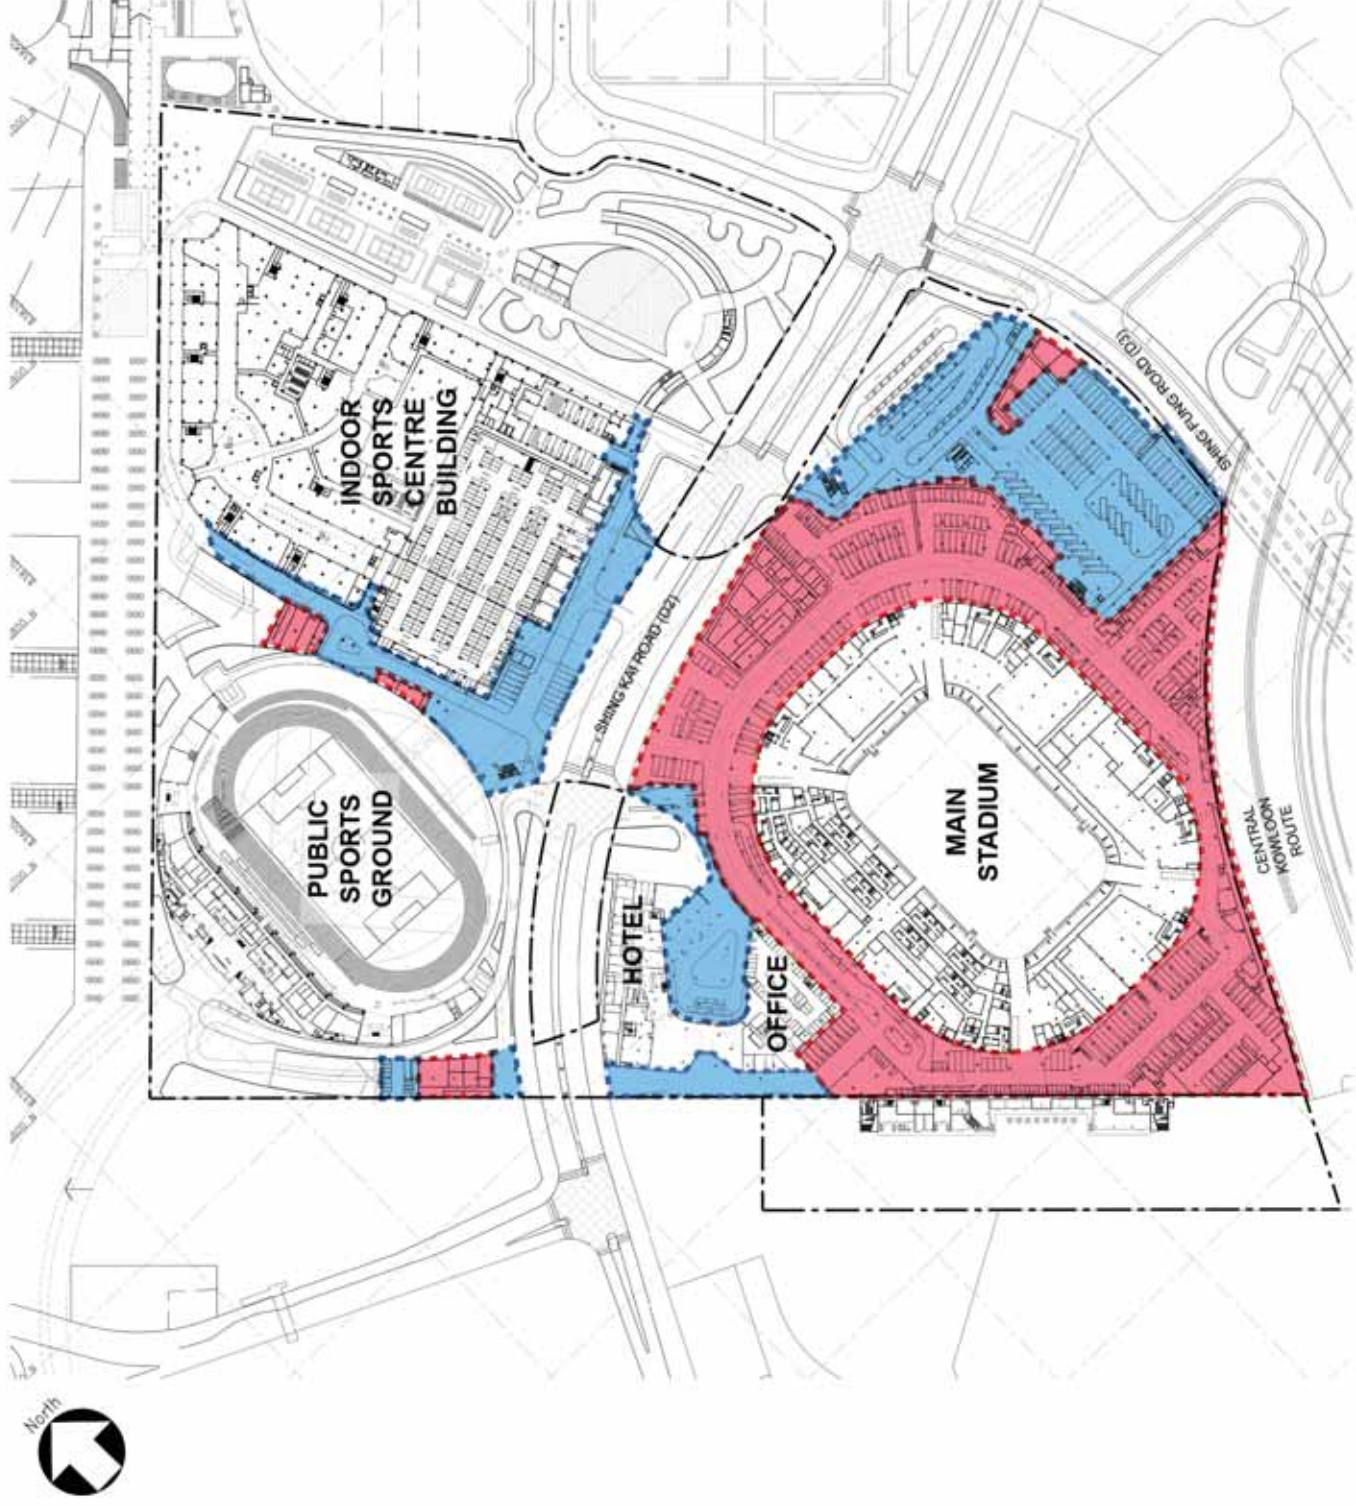 INDOOR
SPORTS
CENTRE
BUILDING
SHING FUNG ROAD (D3)
SHING KAI ROAD (D2)
PUBLIC
SPORTS
GROUND
MAIN
STADIUM
CENTRAL
KOWLOON
ROUTE
HOTEL
OFFICE
North